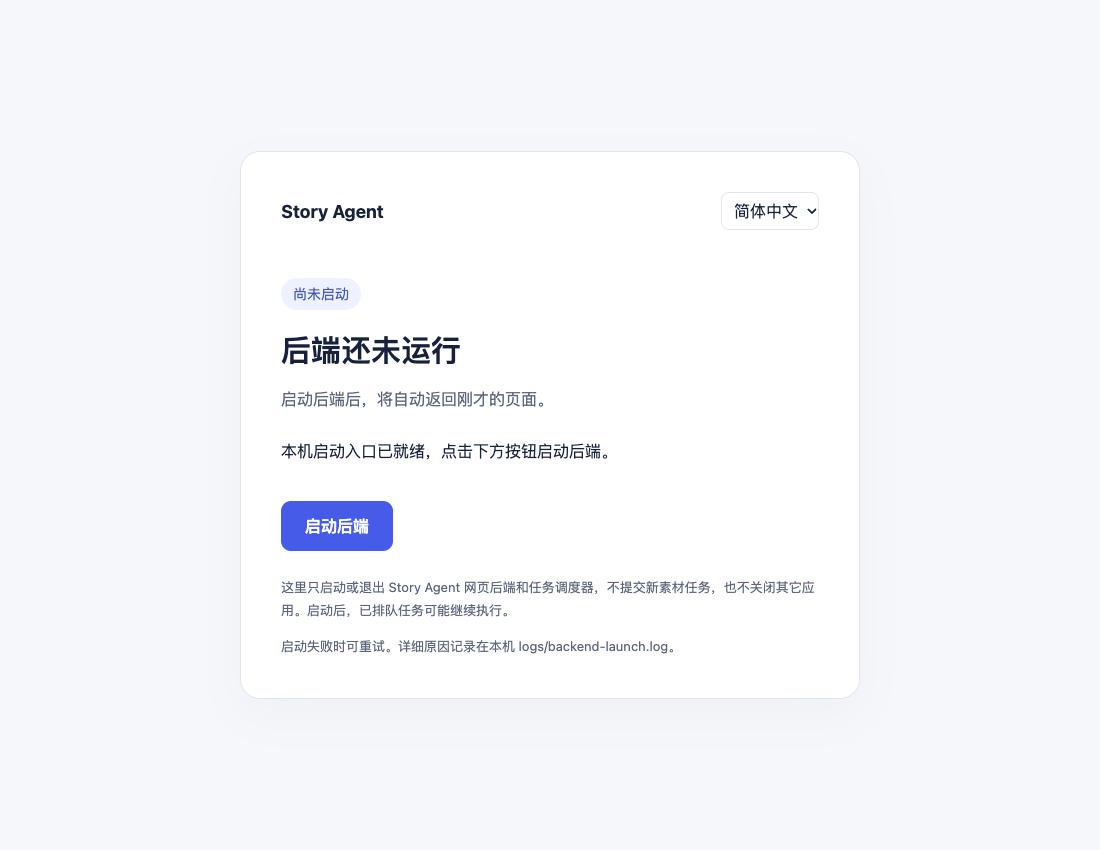 Story Agent
简体中文
尚未启动
后端还未运行
启动后端后，将自动返回刚才的页面。
本机启动入口已就绪，点击下方按钮启动后端。
启动后端
这里只启动或退出 Story Agent 网页后端和任务调度器，不提交新素材任务，也不关闭其它应
用。启动后，已排队任务可能继续执行。
启动失败时可重试。详细原因记录在本机 logs/backend-launch.log。